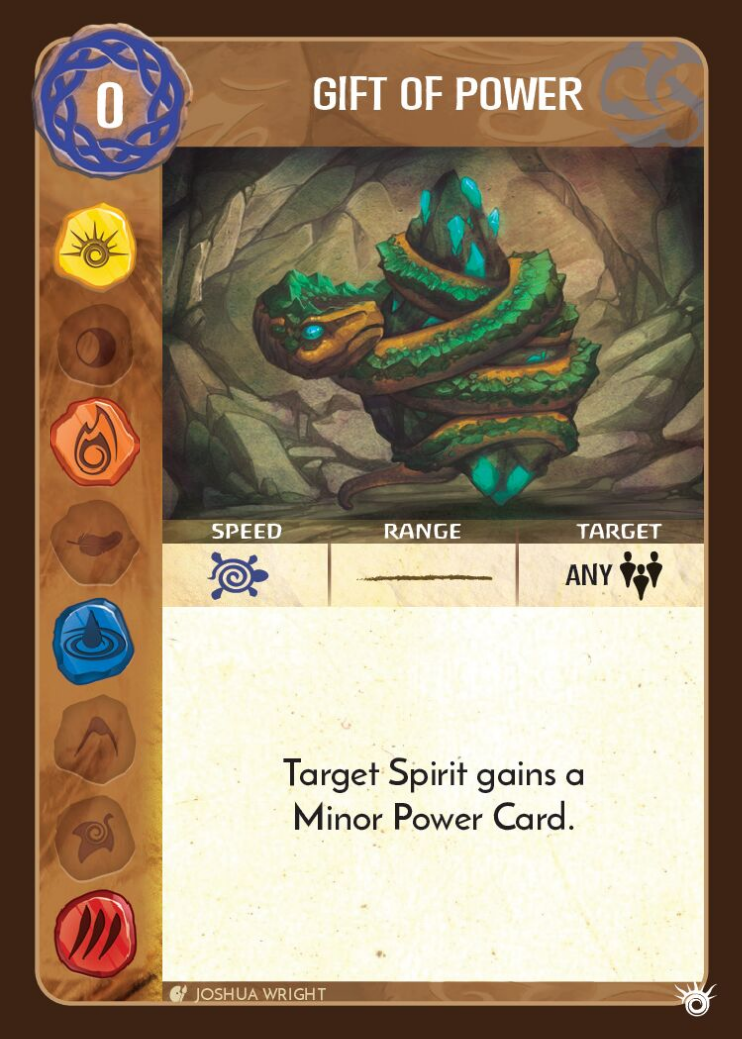 0
GIFT OF POWER
SPEED RANGE TARGET
ANY
Target Spirit gains a
Minor Power Card.
JOSHUA WRIGHT